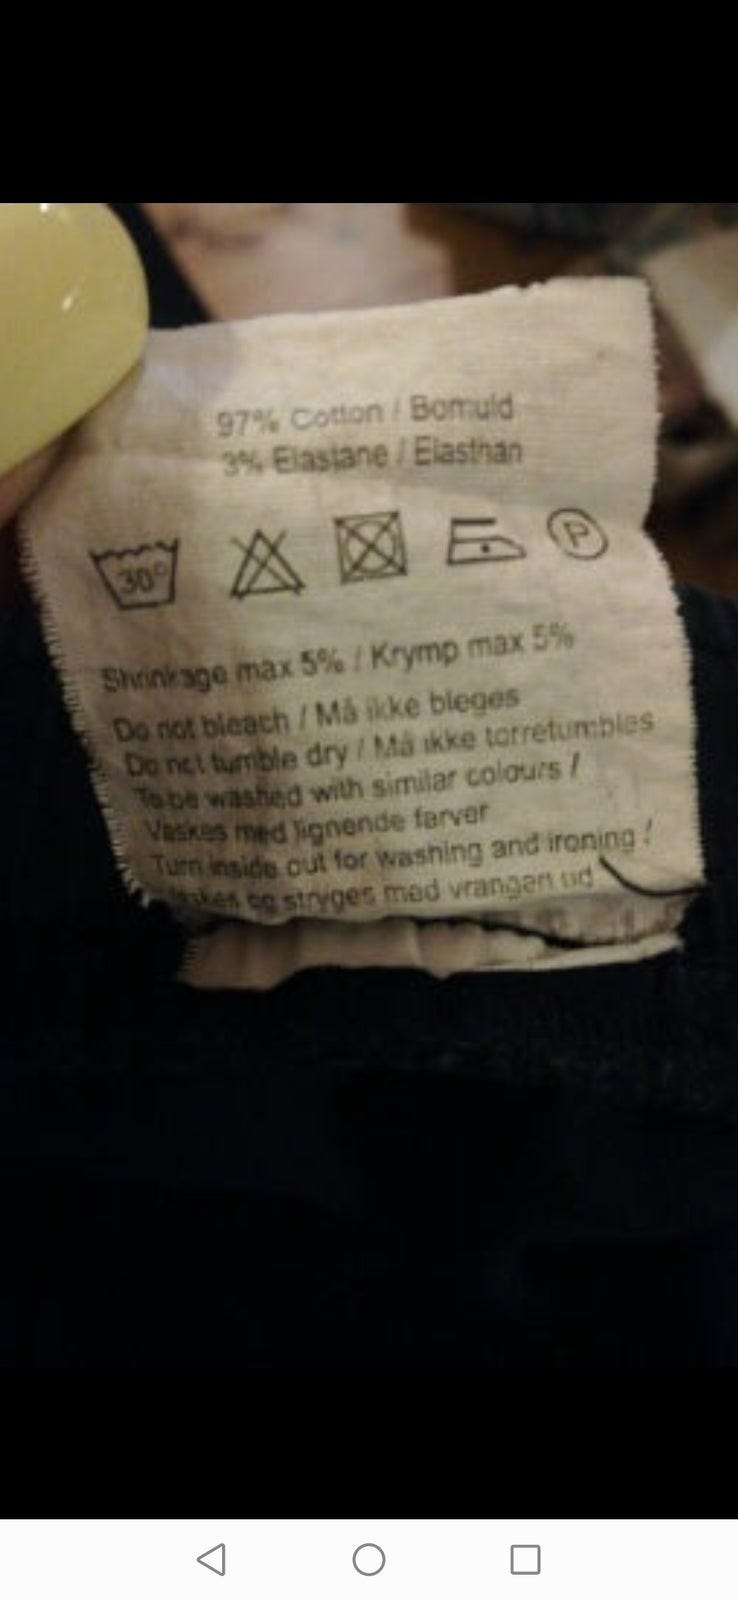 97% Cotton / Bomuld
3% Elastane / Elasthan
30° P
Shrinkage max 5% / Krymp max 5%
Do not bleach / Må ikke bleges
Do not tumble dry / Må ikke tørretumbles
To be washed with similar colours /
Vaskes med lignende farver
Turn inside out for washing and ironing /
og stryges med vrangen ud